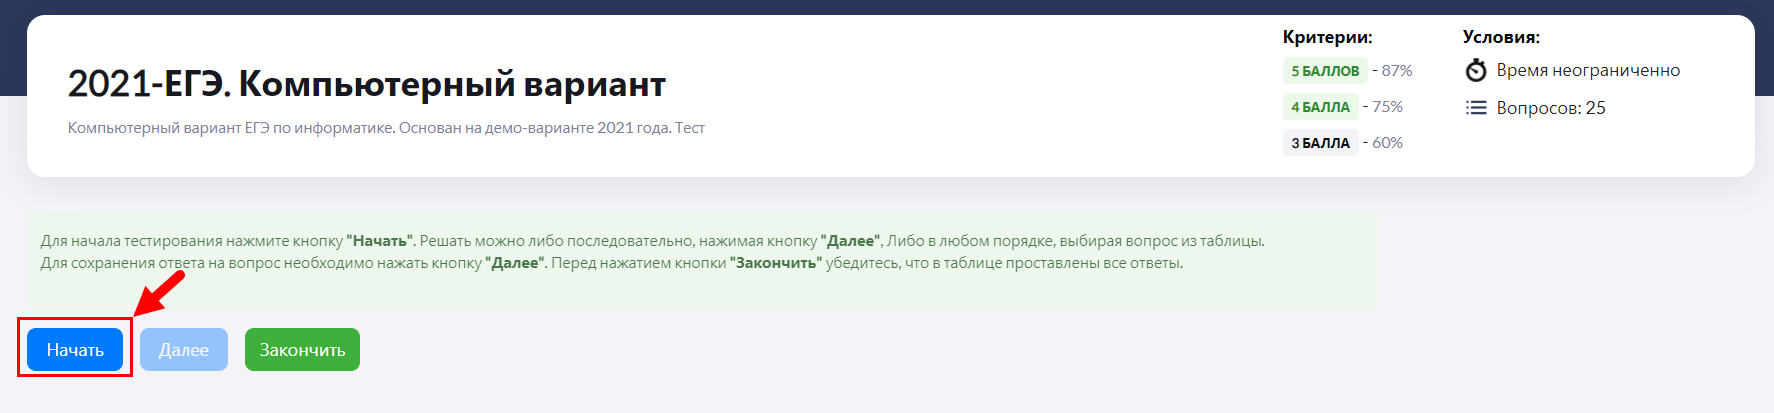 2021-ЕГЭ. Компьютерный вариант
Компьютерный вариант ЕГЭ по информатике. Основан на демо-варианте 2021 года. Тест
Критерии:
5 БАЛЛОВ - 87%
4 БАЛЛА - 75%
3 БАЛЛА - 60%
Условия:
Время неограниченно
Вопросов: 25
Для начала тестирования нажмите кнопку "Начать". Решать можно либо последовательно, нажимая кнопку "Далее", Либо в любом порядке, выбирая вопрос из таблицы.
Для сохранения ответа на вопрос необходимо нажать кнопку "Далее". Перед нажатием кнопки "Закончить" убедитесь, что в таблице проставлены все ответы.
Начать Далее Закончить